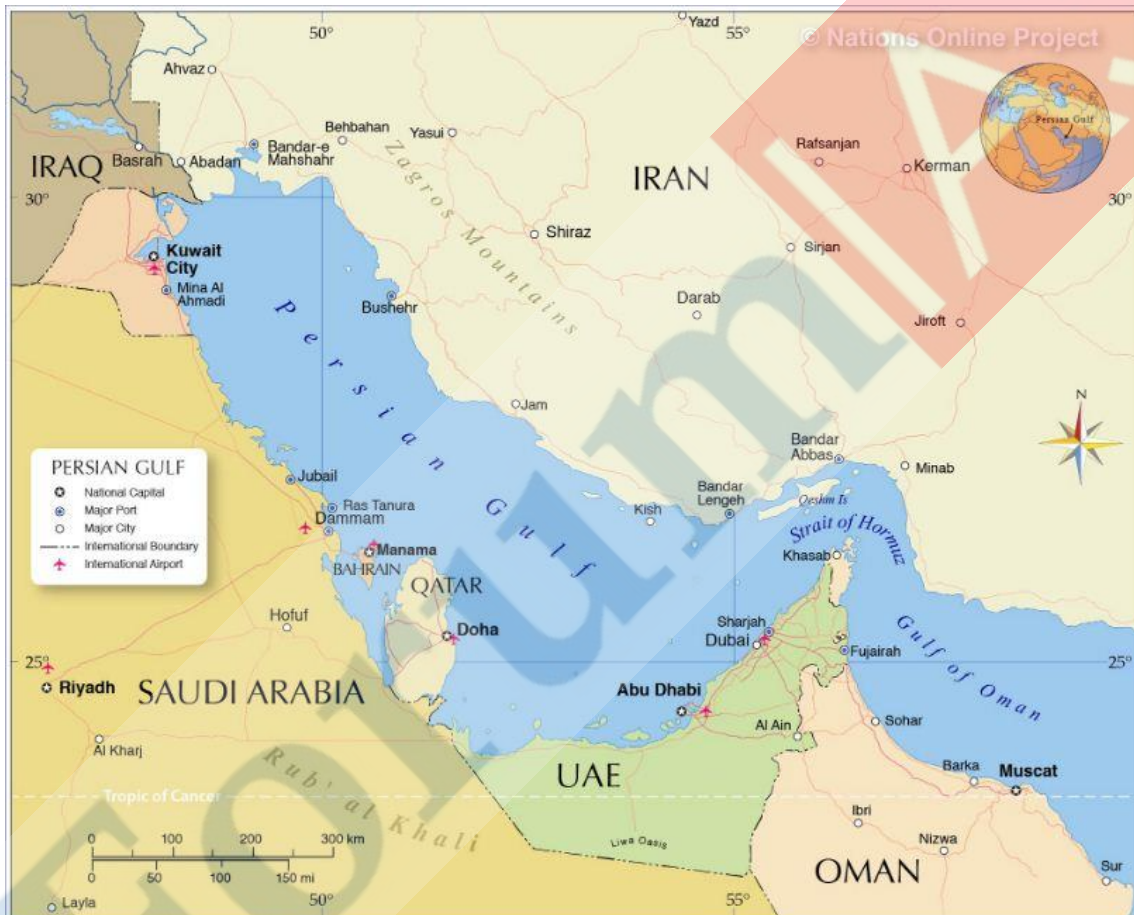 50°
55°
Yazd
© Nations Online Project
Ahvaz
Behbahan
Yasui
Bandar-e
Mahshahr
Basrah
Abadan
IRAQ
Zagros Mountains
IRAN
Rafsanjan
Kerman
Persian Gulf
30°
30°
Shiraz
Sirjan
Kuwait
City
Mina Al
Ahmadi
Bushehr
Darab
Jiroft
Persian Gulf
Jam
N
Bandar
Abbas
Minab
PERSIAN GULF
National Capital
Major Port
Major City
International Boundary
International Airport
Jubail
Ras Tanura
Dammam
Kish
Bandar
Lengeh
Qeshm Is
Strait of Hormuz
Khasab
Manama
BAHRAIN
QATAR
Hofuf
Doha
Sharjah
Dubai
Fujairah
Gulf of Oman
25°
25°
Riyadh
SAUDI ARABIA
Abu Dhabi
Al Ain
Sohar
Al Kharj
UAE
Barka
Muscat
Rub' al Khali
Tropic of Cancer
Ibri
Nizwa
0 100 200 300 km
0 50 100 150 mi
Liwa Oasis
OMAN
Sur
Layla
50°
55°
Forum
IA